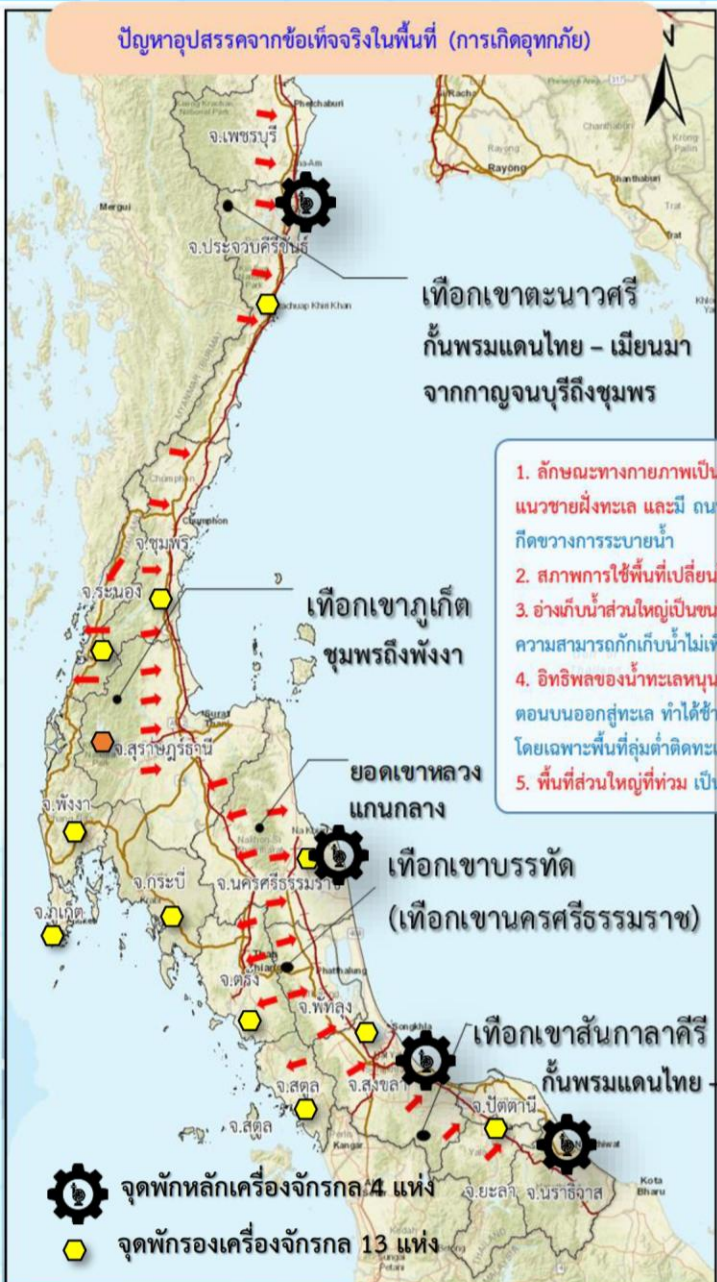 ปัญหาอุปสรรคจากข้อเท็จจริงในพื้นที่ (การเกิดอุทกภัย)
N
Phetchaburi
จ.เพชรบุรี
Rayong
Rayong
Chanthaburi
Mergui
Trat
Trat
จ.ประจวบคีรีขันธ์
เทือกเขาตะนาวศรี
กั้นพรมแดนไทย – เมียนมา
จากกาญจนบุรีถึงชุมพร
1. ลักษณะทางกายภาพเป็น
แนวชายฝั่งทะเล และมี
กีดขวางการระบายน้ำ
2. สภาพการใช้พื้นที่เปลี่ยน
3. อ่างเก็บน้ำส่วนใหญ่เป็น
ความสามารถกักเก็บน้ำไม่
4. อิทธิพลของน้ำทะเลหนุน
ตอนบนออกสู่ทะเล ทำได้ช้า
โดยเฉพาะพื้นที่ลุ่มต่ำติด
5. พื้นที่ส่วนใหญ่ที่ท่วม
Chumphon
จ.ชุมพร
จ.ระนอง
เทือกเขาภูเก็ต
ชุมพรถึงพังงา
จ.สุราษฎร์ธานี
ยอดเขาหลวง
แกนกลาง
จ.พังงา
จ.กระบี่
จ.นครศรีธรรมราช
จ.ภูเก็ต
เทือกเขาบรรทัด
(เทือกเขานครศรีธรรมราช)
Phatthalung
จ.ตรัง
จ.พัทลุง
Songkhla
เทือกเขาสันกาลาคีรี
กั้นพรมแดนไทย -
จ.สตูล
จ.สงขลา
จ.ปัตตานี
จ.สตูล
Kangar
จ.ยะลา
จ.นราธิวาส
Kota
Bharu
จุดพักหลักเครื่องจักรกล 4 แห่ง
จุดพักรองเครื่องจักรกล 13 แห่ง